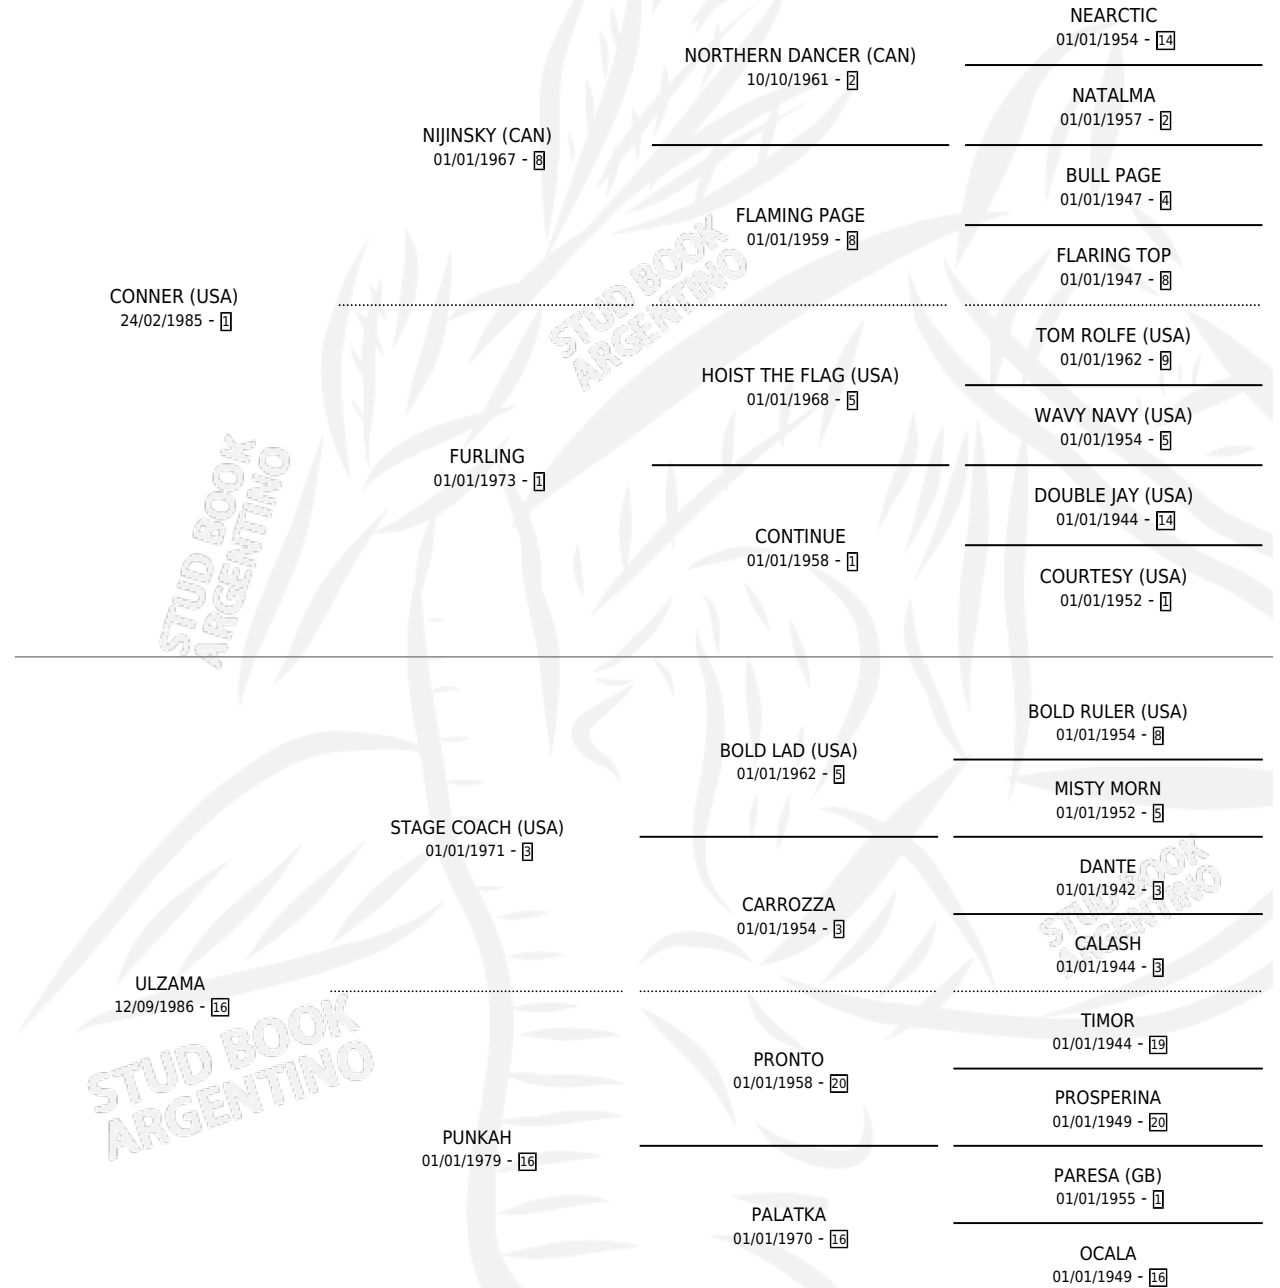 NEARCTIC
01/01/1954 - 14
NORTHERN DANCER (CAN)
10/10/1961 - 2
NATALMA
01/01/1957 - 2
NIJINSKY (CAN)
01/01/1967 - 8
BULL PAGE
01/01/1947 - 4
FLAMING PAGE
01/01/1959 - 8
FLARING TOP
01/01/1947 - 8
CONNER (USA)
24/02/1985 - 1
TOM ROLFE (USA)
01/01/1962 - 9
HOIST THE FLAG (USA)
01/01/1968 - 5
WAVY NAVY (USA)
01/01/1954 - 5
FURLING
01/01/1973 - 1
DOUBLE JAY (USA)
01/01/1944 - 14
CONTINUE
01/01/1958 - 1
COURTESY (USA)
01/01/1952 - 1
BOLD RULER (USA)
01/01/1954 - 8
BOLD LAD (USA)
01/01/1962 - 5
MISTY MORN
01/01/1952 - 5
STAGE COACH (USA)
01/01/1971 - 3
DANTE
01/01/1942 - 3
CARROZZA
01/01/1954 - 3
CALASH
01/01/1944 - 3
ULZAMA
12/09/1986 - 16
TIMOR
01/01/1944 - 19
PRONTO
01/01/1958 - 20
PROSPERINA
01/01/1949 - 20
PUNKAH
01/01/1979 - 16
PARESA (GB)
01/01/1955 - 1
PALATKA
01/01/1970 - 16
OCALA
01/01/1949 - 16
STUD BOOK
ARGENTINO
STUD BOOK
ARGENTINO
STUD BOOK
ARGENTINO
STUD BOOK
ARGENTINO